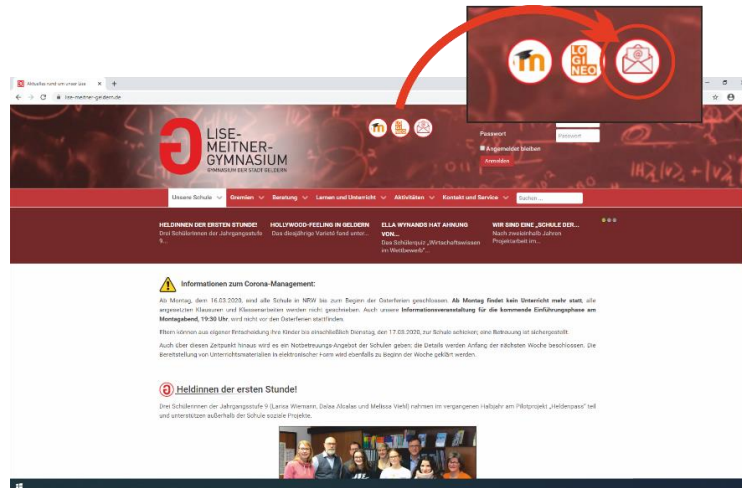 LO
GI
NEO
Aktuelles rund um unser Lise
lise-meitner-geldern.de
LISE-
MEITNER-
GYMNASIUM
GYMNASIUM DER STADT GELDERN
Passwort
Passwort
Angemeldet bleiben
Anmelden
Unsere Schule
Gremien
Beratung
Lernen und Unterricht
Aktivitäten
Kontakt und Service
Suchen ...
HELDINNEN DER ERSTEN STUNDE!
Drei Schülerinnen der Jahrgangsstufe
9...
HOLLYWOOD-FEELING IN GELDERN
Das diesjährige Varieté fand unter...
ELLA WYNANDS HAT AHNUNG
VON...
Das Schülerquiz „Wirtschaftswissen
im Wettbewerb“...
WIR SIND EINE „SCHULE DER...
Nach zweieinhalb Jahren
Projektarbeit im...
Informationen zum Corona-Management:
Ab Montag, dem 16.03.2020, sind alle Schule in NRW bis zum Beginn der Osterferien geschlossen. Ab Montag findet kein Unterricht mehr statt, alle
angesetzten Klausuren und Klassenarbeiten werden nicht geschrieben. Auch unsere Informationsveranstaltung für die kommende Einführungsphase am
Montagabend, 19:30 Uhr, wird nicht vor den Osterferien stattfinden.
Eltern können aus eigener Entscheidung ihre Kinder bis einschließlich Dienstag, den 17.03.2020, zur Schule schicken; eine Betreuung ist sichergestellt.
Auch über diesen Zeitpunkt hinaus wird es ein Notbetreuungs-Angebot der Schulen geben; die Details werden Anfang der nächsten Woche beschlossen. Die
Bereitstellung von Unterrichtsmaterialien in elektronischer Form wird ebenfalls zu Beginn der Woche geklärt werden.
Heldinnen der ersten Stunde!
Drei Schülerinnen der Jahrgangsstufe 9 (Larisa Wiemann, Dalaa Alcalas und Melissa Viehl) nahmen im vergangenen Halbjahr am Pilotprojekt „Heldenpass“ teil
und unterstützen außerhalb der Schule soziale Projekte.